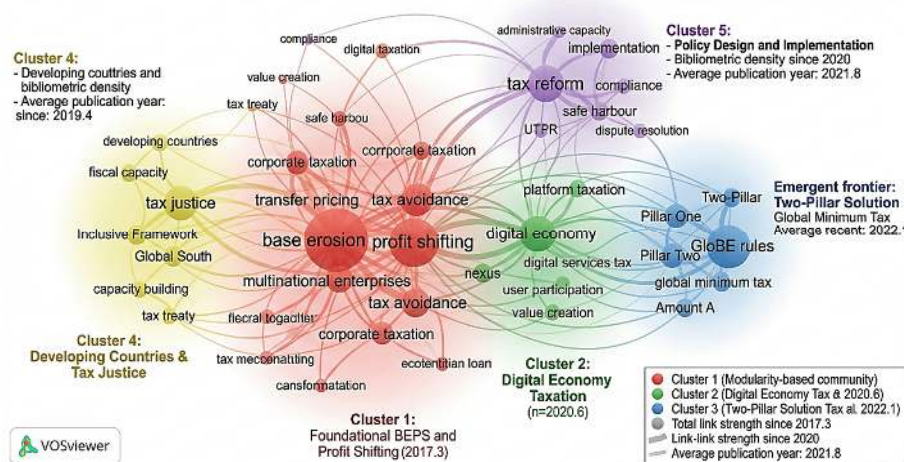 Cluster 4:
- Developing couttries and
bibliometric density
- Average publication year:
since: 2019.4
compliance
digital taxation
value creation
tax treaty
safe harbou
developing countries
fiscal capacity
tax justice
Inclusive Framework
Global South
capacity building
tax treaty
Cluster 4:
Developing Countries &
Tax Justice
corporate taxation
corrporate taxation
transfer pricing
tax avoidance
base erosion
profit shifting
multinational enterprises
tax avoidance
fiecral togaditer
corporate taxation
tax mecconatuting
ecotentitian loan
cansfonmatation
Cluster 1:
Foundational BEPS and
Profit Shifting (2017.3)
administrative capacity
implementation
tax reform
compliance
safe harbour
UTPR
dispute resolution
Cluster 5:
- Policy Design and Implementation
- Bibliometric density since 2020
- Average publication year: 2021.8
platform taxation
digital economy
digital services tax
nexus
user participation
value creation
Cluster 2:
Digital Economy
Taxation
(n=2020.6)
Two-Pillar
Pillar One
GloBE rules
Pillar Two
global minimum tax
Amount A
Emergent frontier:
Two-Pillar Solution
Global Minimum Tax
Average recent: 2022.1
Cluster 1 (Modularity-based community)
Cluster 2 (Digital Economy Tax & 2020.6)
Cluster 3 (Two-Pillar Solution Tax al. 2022.1)
Total link strength since 2017.3
Link-link strength since 2020
Average publication year: 2021.8
VOSviewer